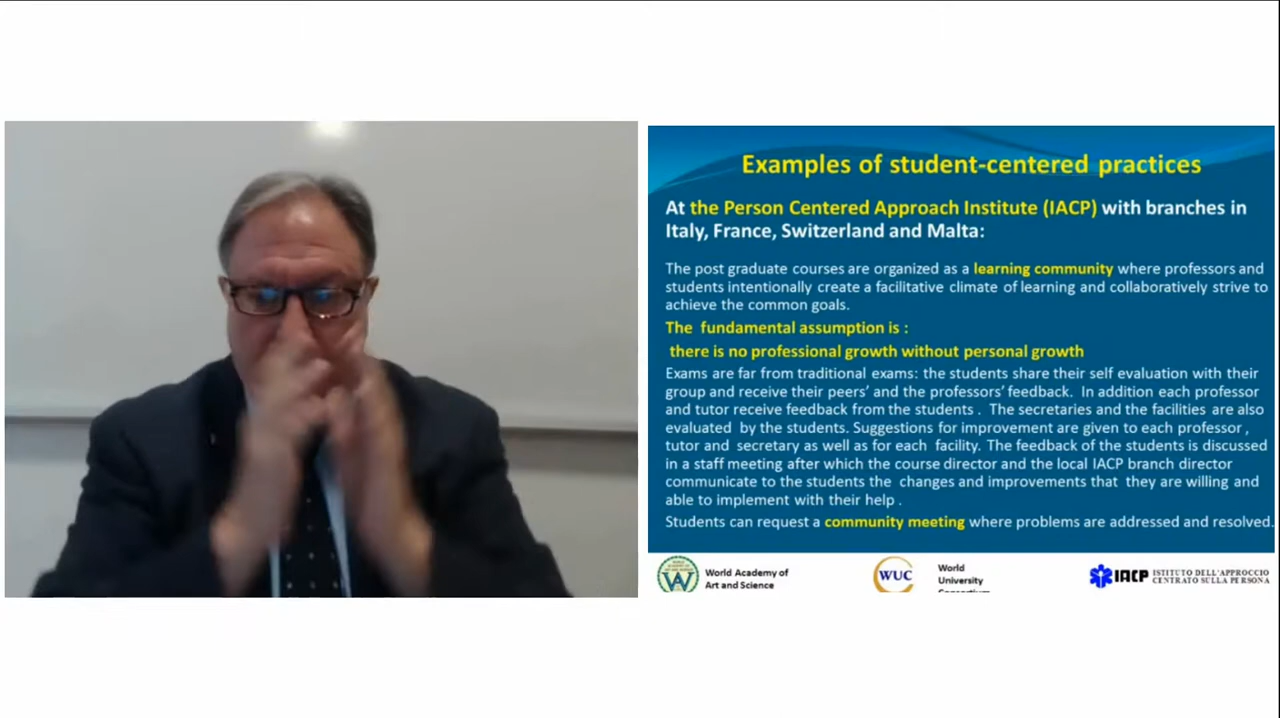 Examples of student-centered practices
At the Person Centered Approach Institute (IACP) with branches in
Italy, France, Switzerland and Malta:
The post graduate courses are organized as a learning community where professors and
students intentionally create a facilitative climate of learning and collaboratively strive to
achieve the common goals.
The fundamental assumption is :
there is no professional growth without personal growth
Exams are far from traditional exams: the students share their self evaluation with their
group and receive their peers' and the professors' feedback. In addition each professor
and tutor receive feedback from the students . The secretaries and the facilities are also
evaluated by the students. Suggestions for improvement are given to each professor ,
tutor and secretary as well as for each facility. The feedback of the students is discussed
in a staff meeting after which the course director and the local IACP branch director
communicate to the students the changes and improvements that they are willing and
able to implement with their help .
Students can request a community meeting where problems are addressed and resolved.
World Academy of
Art and Science
WUC
World
University
IACP ISTITUTO DELL'APPROCCIO
CENTRATO SULLA PERSONA